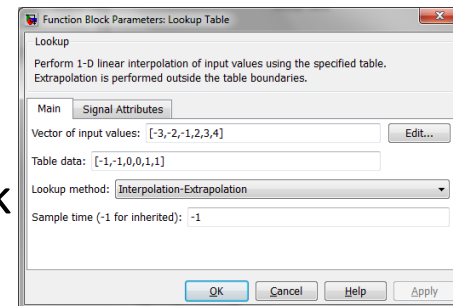 Function Block Parameters: Lookup Table
Lookup
Perform 1-D linear interpolation of input values using the specified table.
Extrapolation is performed outside the table boundaries.
Main Signal Attributes
Vector of input values: [-3,-2,-1,2,3,4] Edit...
Table data: [-1,-1,0,0,1,1]
k
Lookup method: Interpolation-Extrapolation
Sample time (-1 for inherited): -1
OK Cancel Help Apply